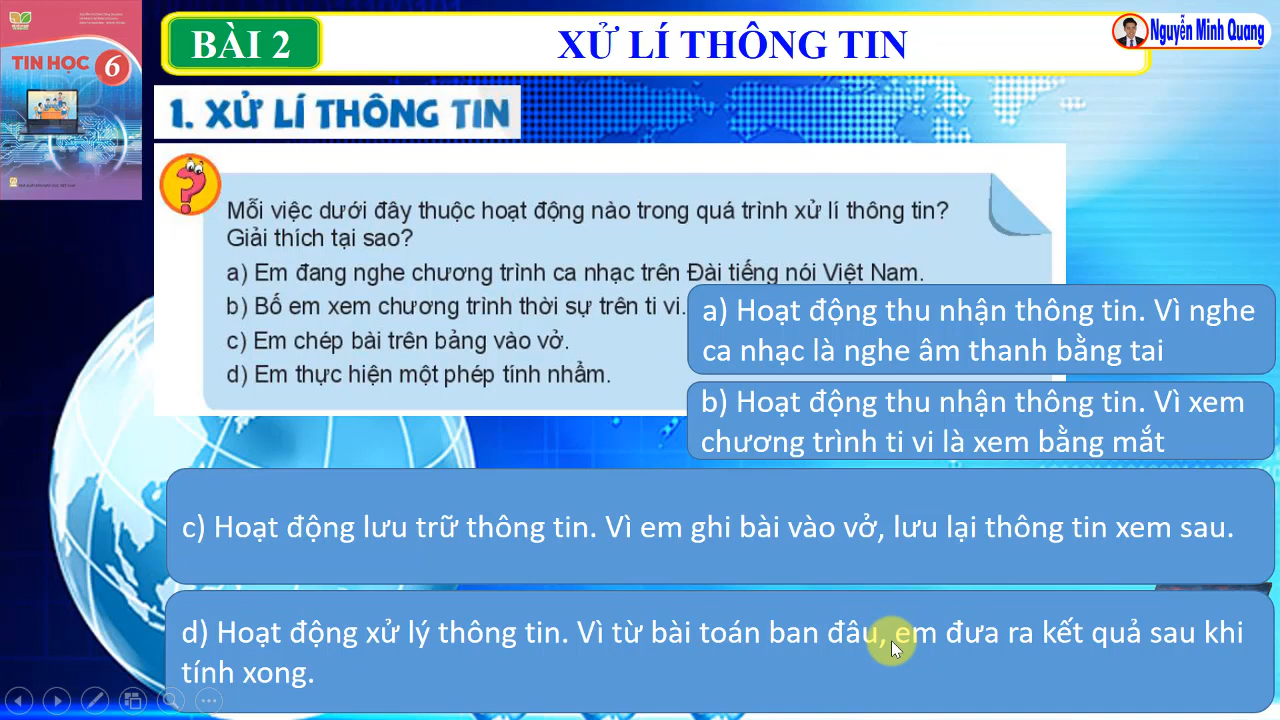 TIN HỌC 6
BÀI 2
XỬ LÍ THÔNG TIN
Nguyễn Minh Quang
1. XỬ LÍ THÔNG TIN
Mỗi việc dưới đây thuộc hoạt động nào trong quá trình xử lí thông tin?
Giải thích tại sao?
a) Em đang nghe chương trình ca nhạc trên Đài tiếng nói Việt Nam.
b) Bố em xem chương trình thời sự trên ti vi.
c) Em chép bài trên bảng vào vở.
d) Em thực hiện một phép tính nhẩm.
a) Hoạt động thu nhận thông tin. Vì nghe
ca nhạc là nghe âm thanh bằng tai
b) Hoạt động thu nhận thông tin. Vì xem
chương trình ti vi là xem bằng mắt
c) Hoạt động lưu trữ thông tin. Vì em ghi bài vào vở, lưu lại thông tin xem sau.
d) Hoạt động xử lý thông tin. Vì từ bài toán ban đâu, em đưa ra kết quả sau khi
tính xong.